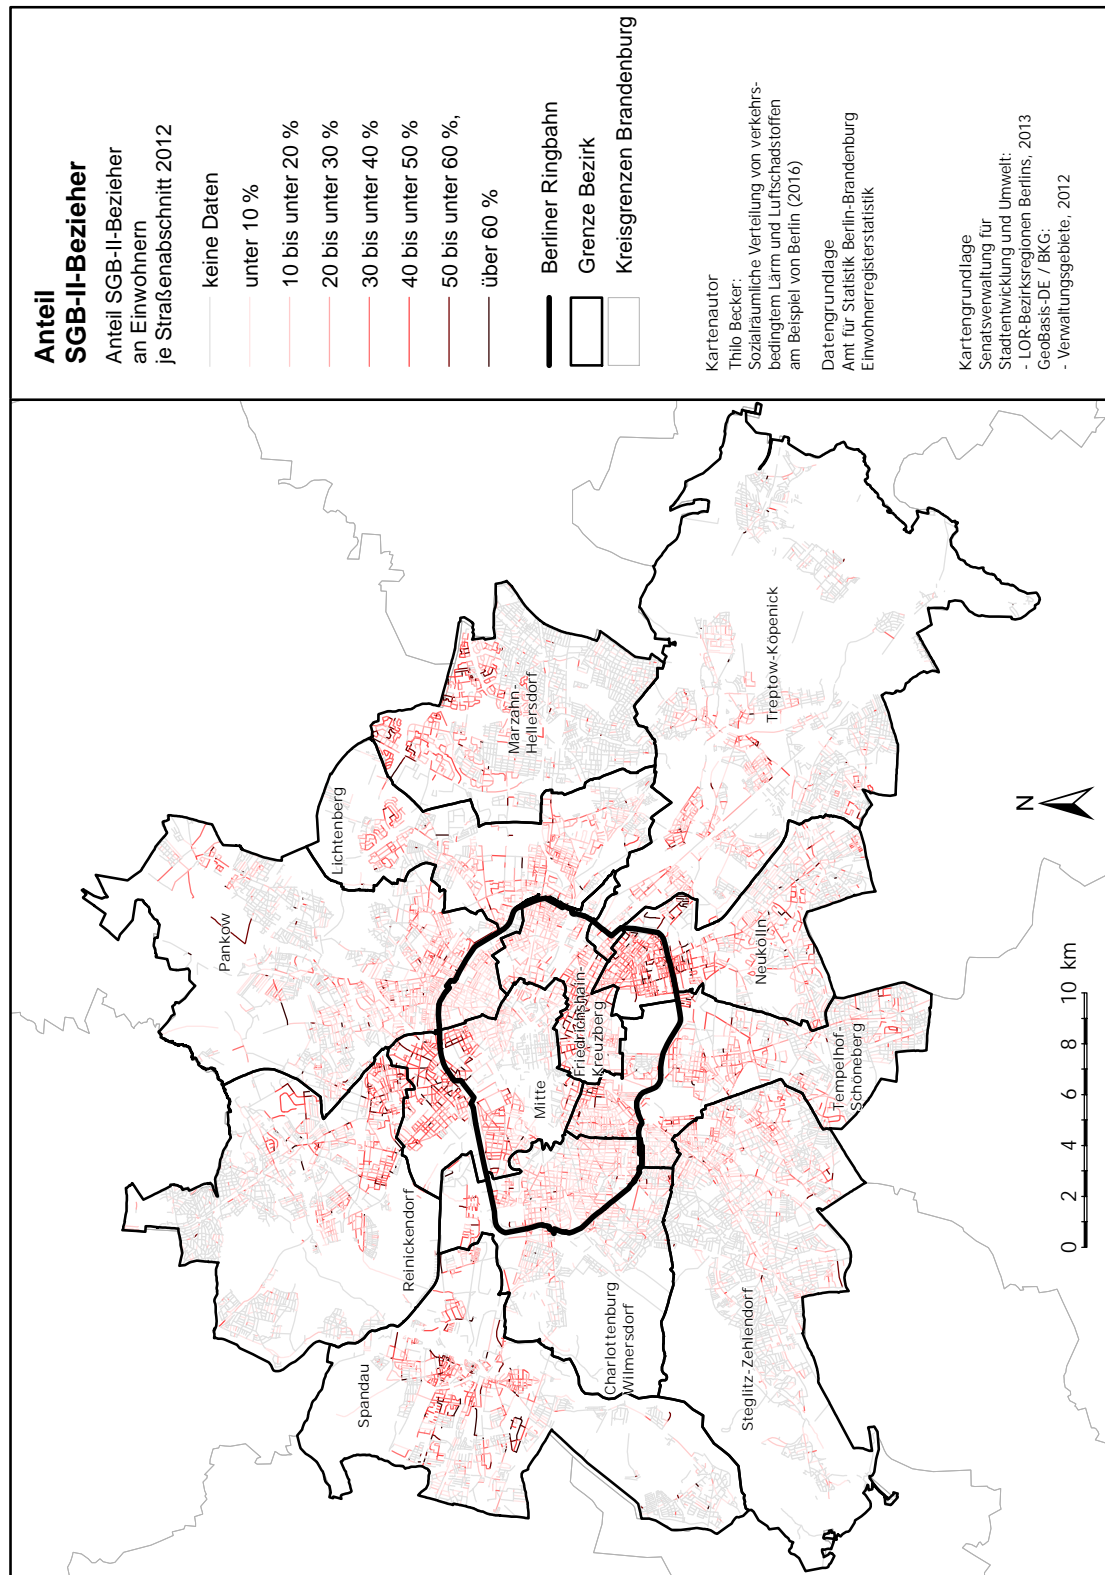 Anteil
SGB-II-Bezieher
Anteil SGB-II-Bezieher
an Einwohnern
je Straßenabschnitt 2012
keine Daten
unter 10 %
10 bis unter 20 %
20 bis unter 30 %
30 bis unter 40 %
40 bis unter 50 %
50 bis unter 60 %,
über 60 %
Berliner Ringbahn
Grenze Bezirk
Kreisgrenzen Brandenburg
Kartenautor
Thilo Becker:
Sozialräumliche Verteilung von verkehrs-
bedingtem Lärm und Luftschadstoffen
am Beispiel von Berlin (2016)
Datengrundlage
Amt für Statistik Berlin-Brandenburg
Einwohnerregisterstatistik
Kartengrundlage
Senatsverwaltung für
Stadtentwicklung und Umwelt:
- LOR-Bezirksregionen Berlins, 2013
GeoBasis-DE / BKG:
- Verwaltungsgebiete, 2012
Pankow
Lichtenberg
Marzahn-
Hellersdorf
Reinickendorf
Spandau
Mitte
Friedrichshain-
Kreuzberg
Charlottenburg
Wilmersdorf
Treptow-Köpenick
Neukölln
Tempelhof-
Schöneberg
Steglitz-Zehlendorf
N
0 2 4 6 8 10 km